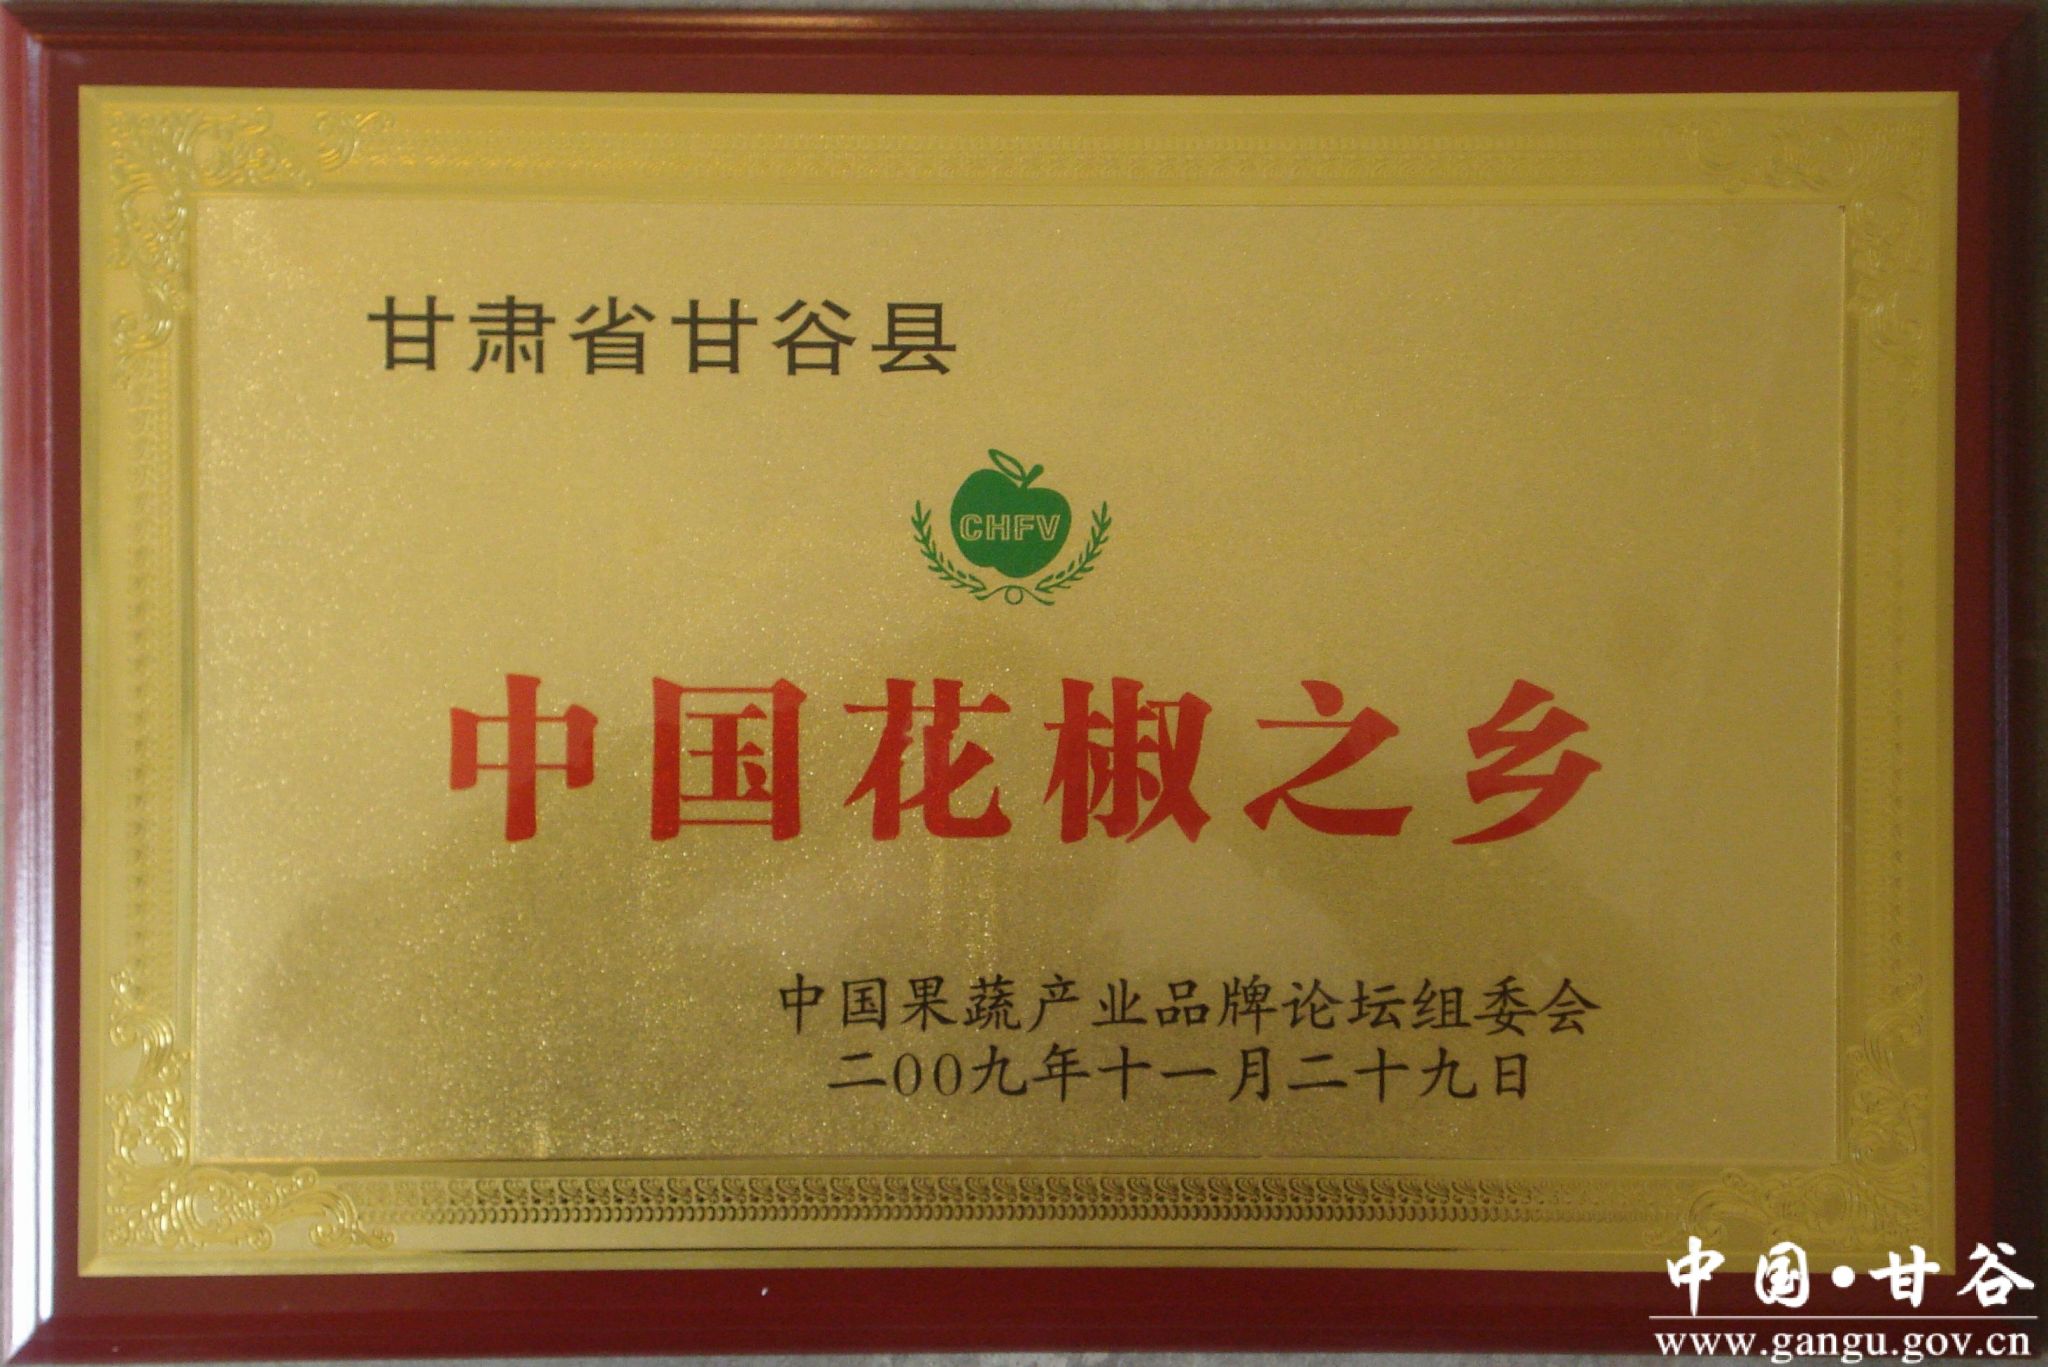 甘肃省甘谷县
CHFV
中国花椒之乡
中国果蔬产业品牌论坛组委会
二00九年十一月二十九日
中国•甘谷
www.gangu.gov.cn